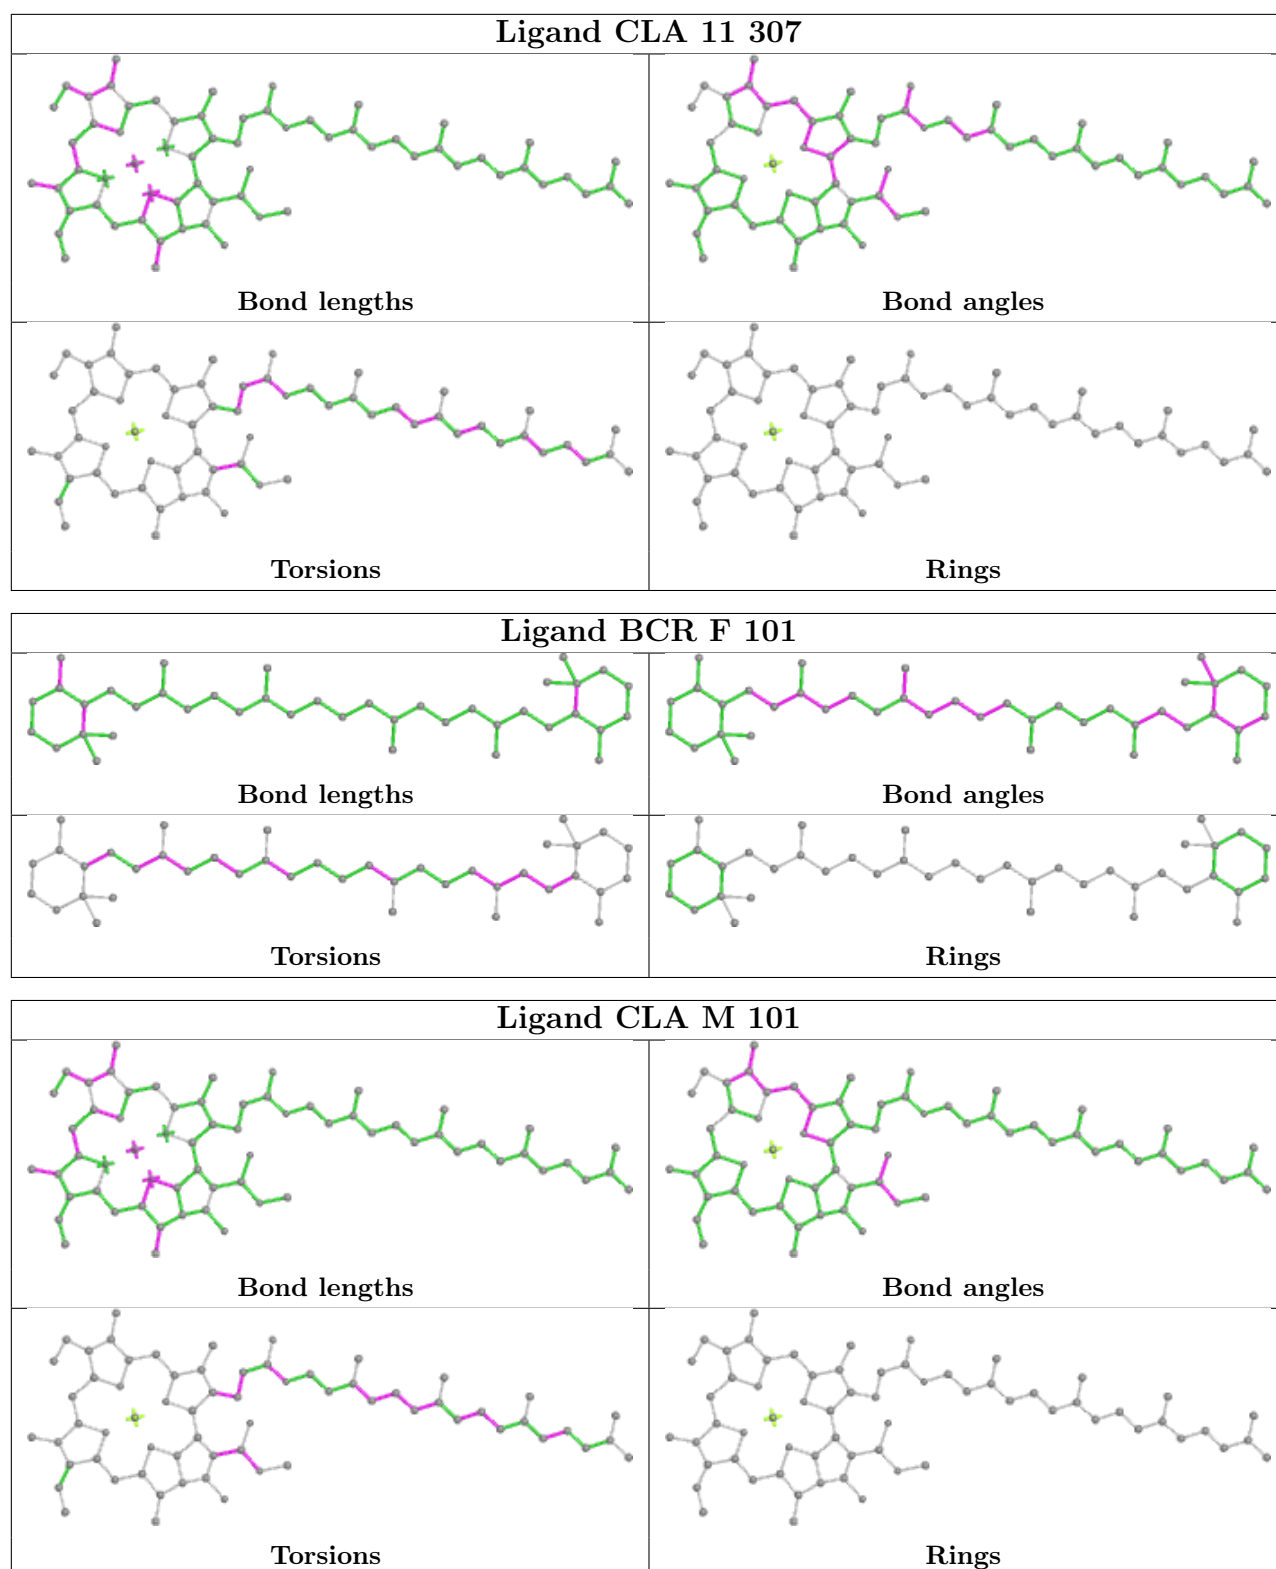 Ligand CLA 11 307
Bond lengths
Bond angles
Torsions
Rings
Ligand BCR F 101
Bond lengths
Bond angles
Torsions
Rings
Ligand CLA M 101
Bond lengths
Bond angles
Torsions
Rings